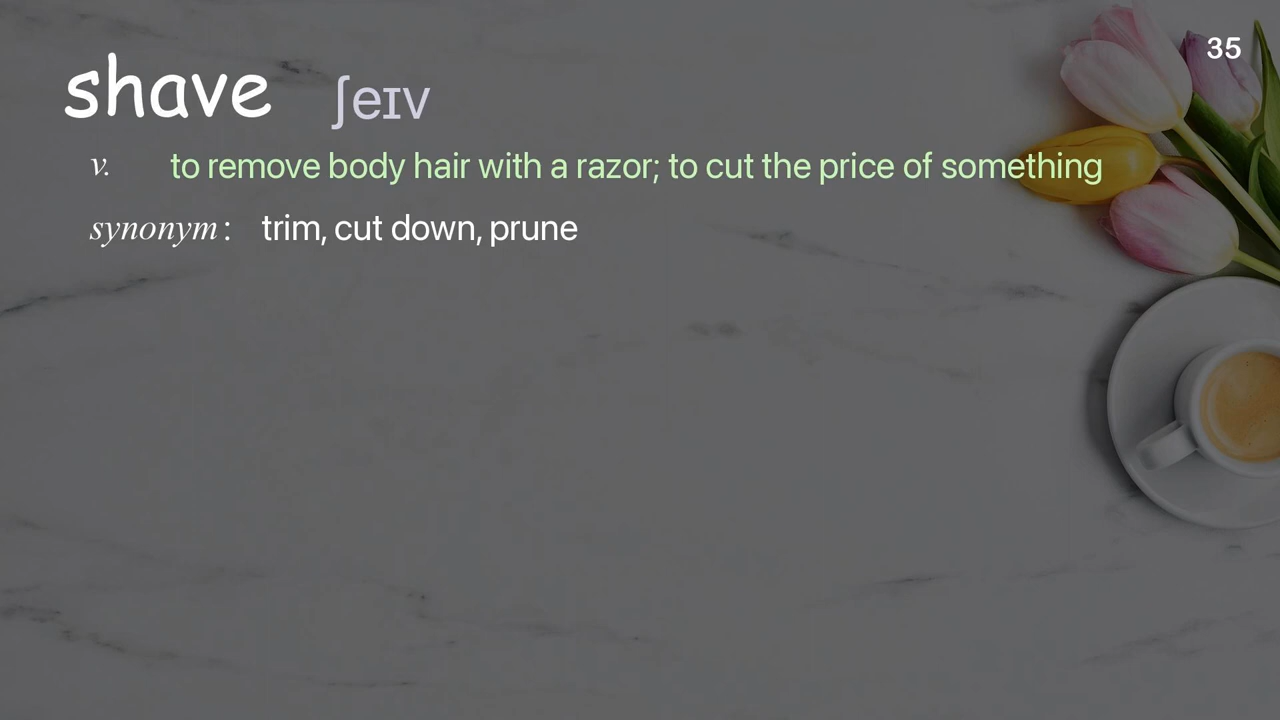 35
shave ʃeɪv
v. to remove body hair with a razor; to cut the price of something
synonym: trim, cut down, prune